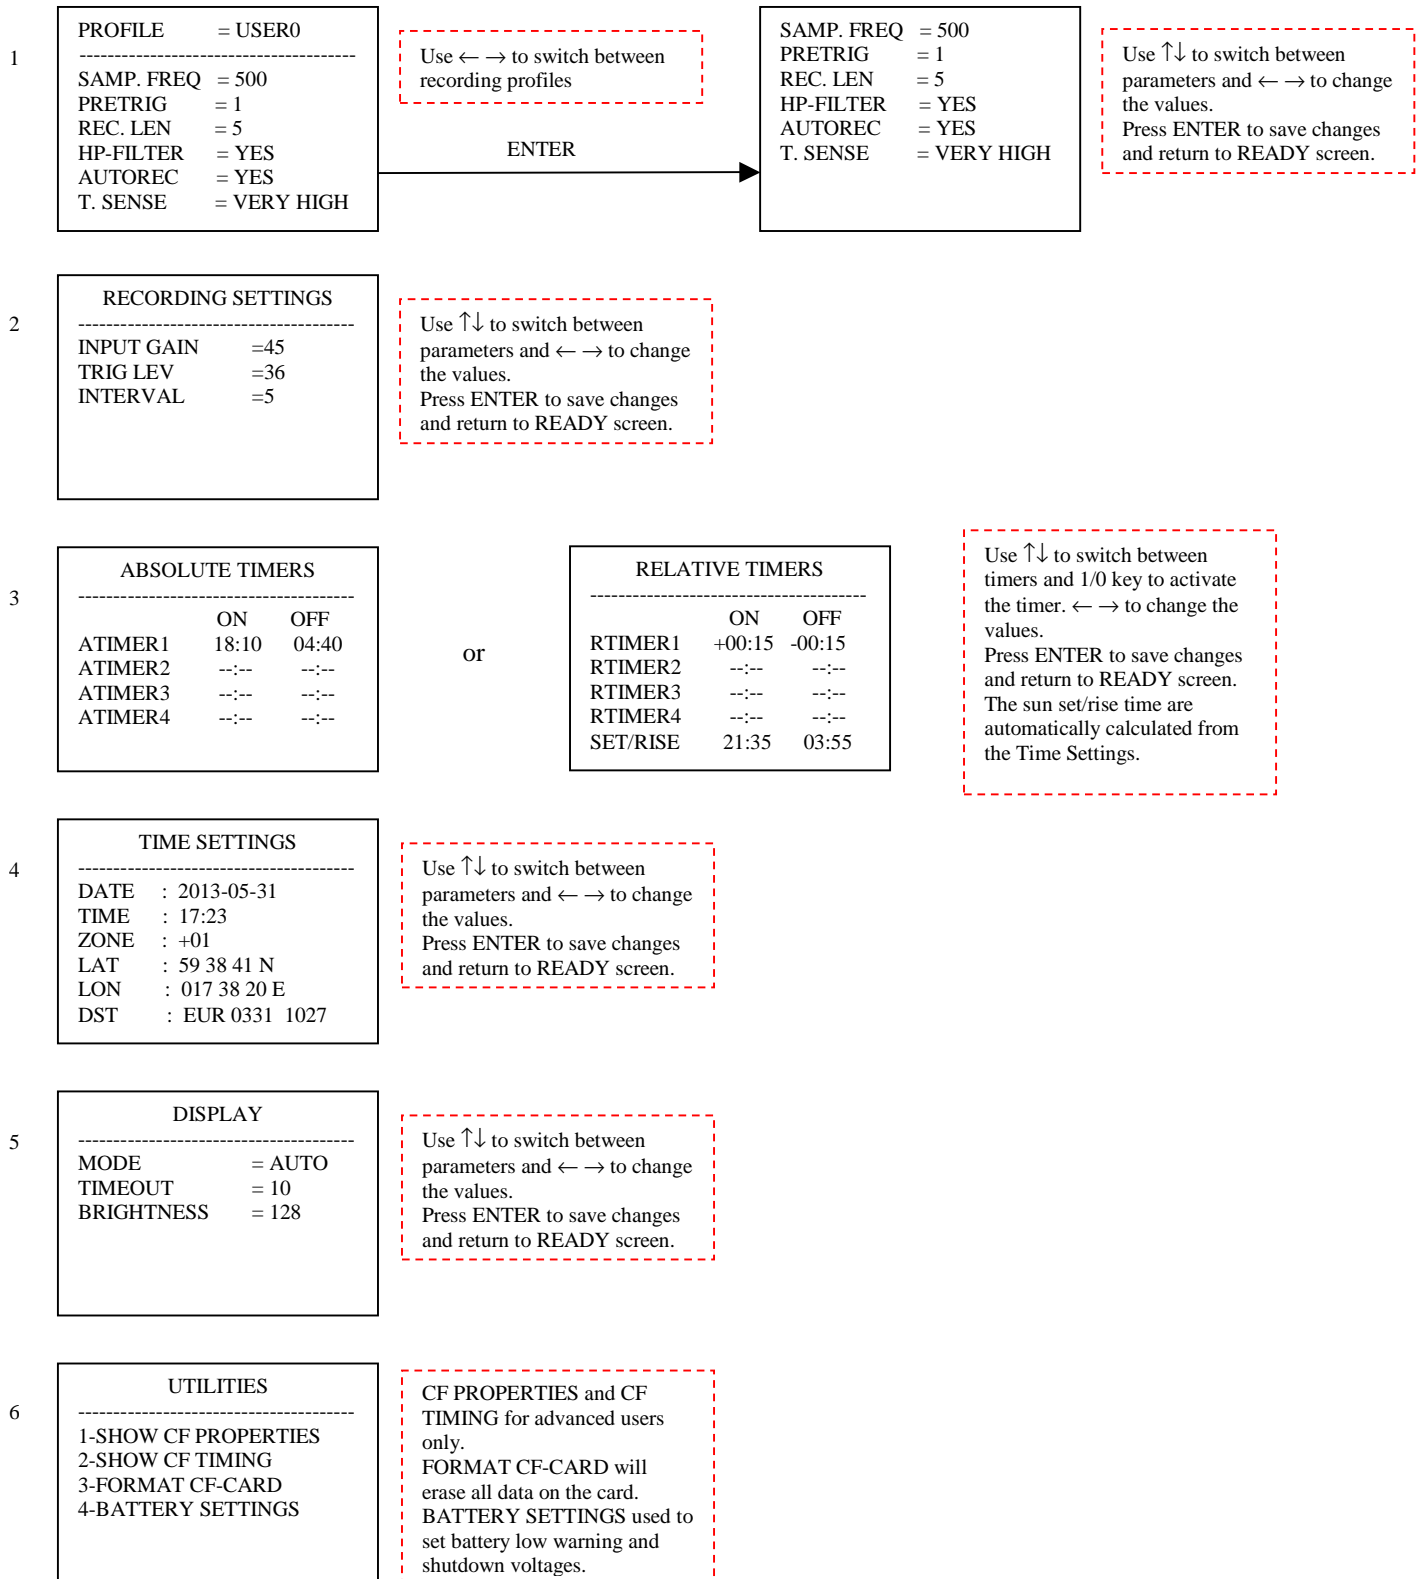 1
PROFILE = USER0
---------------------------------------
SAMP. FREQ = 500
PRETRIG = 1
REC. LEN = 5
HP-FILTER = YES
AUTOREC = YES
T. SENSE = VERY HIGH
Use ← → to switch between
recording profiles
ENTER
SAMP. FREQ = 500
PRETRIG = 1
REC. LEN = 5
HP-FILTER = YES
AUTOREC = YES
T. SENSE = VERY HIGH
Use ↑↓ to switch between
parameters and ← → to change
the values.
Press ENTER to save changes
and return to READY screen.
2
RECORDING SETTINGS
---------------------------------------
INPUT GAIN =45
TRIG LEV =36
INTERVAL =5
Use ↑↓ to switch between
parameters and ← → to change
the values.
Press ENTER to save changes
and return to READY screen.
3
ABSOLUTE TIMERS
---------------------------------------
ON OFF
ATIMER1 18:10 04:40
ATIMER2 --:-- --:--
ATIMER3 --:-- --:--
ATIMER4 --:-- --:--
or
RELATIVE TIMERS
---------------------------------------
ON OFF
RTIMER1 +00:15 -00:15
RTIMER2 --:-- --:--
RTIMER3 --:-- --:--
RTIMER4 --:-- --:--
SET/RISE 21:35 03:55
Use ↑↓ to switch between
timers and 1/0 key to activate
the timer. ← → to change the
values.
Press ENTER to save changes
and return to READY screen.
The sun set/rise time are
automatically calculated from
the Time Settings.
4
TIME SETTINGS
---------------------------------------
DATE : 2013-05-31
TIME : 17:23
ZONE : +01
LAT : 59 38 41 N
LON : 017 38 20 E
DST : EUR 0331 1027
Use ↑↓ to switch between
parameters and ← → to change
the values.
Press ENTER to save changes
and return to READY screen.
5
DISPLAY
---------------------------------------
MODE = AUTO
TIMEOUT = 10
BRIGHTNESS = 128
Use ↑↓ to switch between
parameters and ← → to change
the values.
Press ENTER to save changes
and return to READY screen.
6
UTILITIES
---------------------------------------
1-SHOW CF PROPERTIES
2-SHOW CF TIMING
3-FORMAT CF-CARD
4-BATTERY SETTINGS
CF PROPERTIES and CF
TIMING for advanced users
only.
FORMAT CF-CARD will
erase all data on the card.
BATTERY SETTINGS used to
set battery low warning and
shutdown voltages.